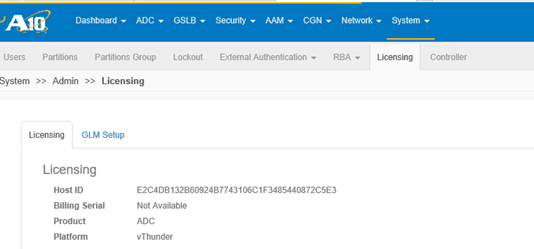 A10
Dashboard ADC GSLB Security AAM CGN Network System
Users Partitions Partitions Group Lockout External Authentication RBA Licensing Controller
System >> Admin >> Licensing
Licensing GLM Setup
Licensing
Host ID E2C4DB132B60924B7743106C1F3485440872C5E3
Billing Serial Not Available
Product ADC
Platform vThunder